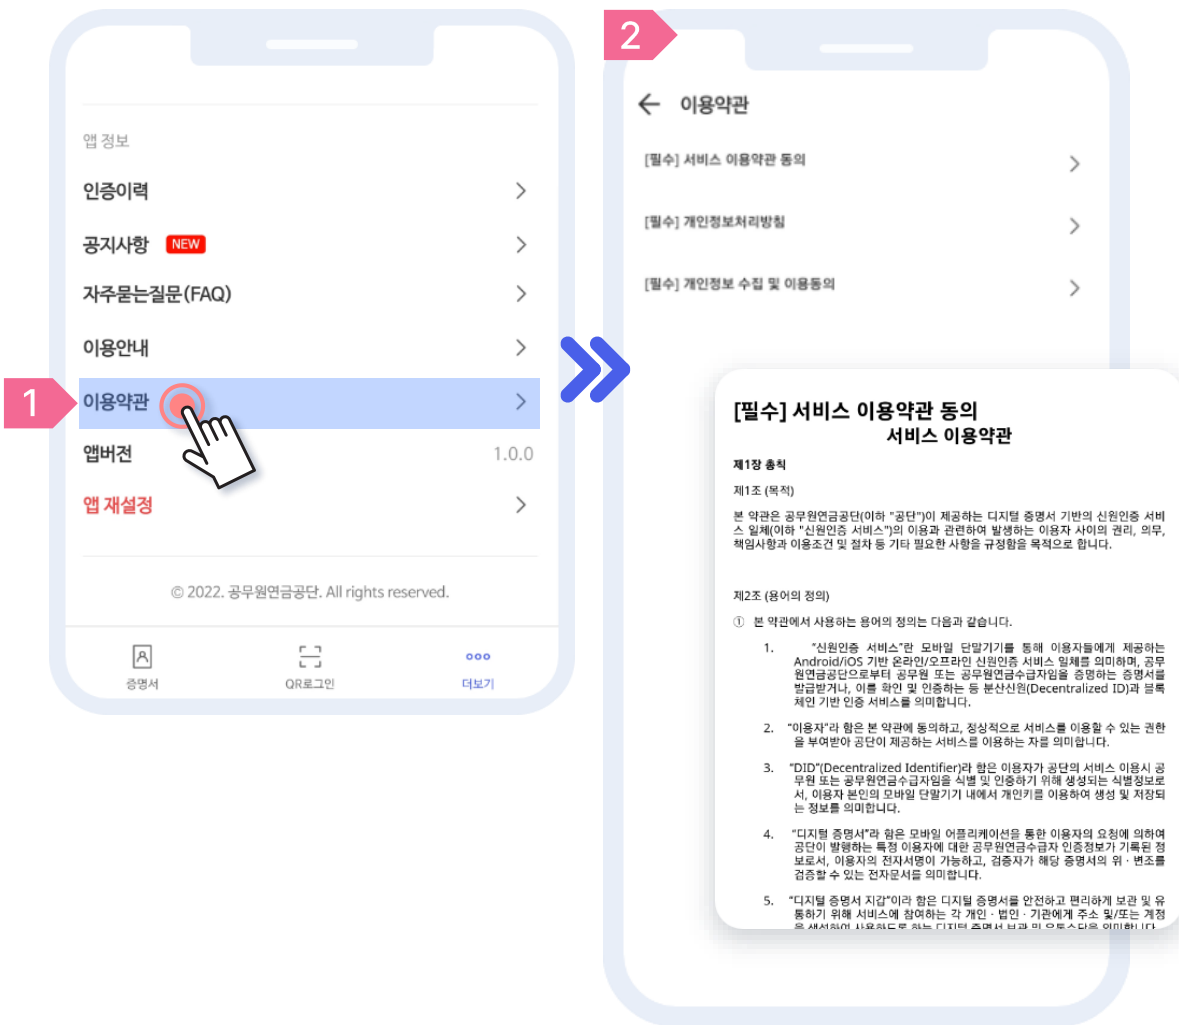 앱 정보
인증이력
공지사항 NEW
자주묻는질문(FAQ)
이용안내
1
이용약관
앱버전 1.0.0
앱 재설정
© 2022. 공무원연금공단. All rights reserved.
증명서 QR로그인 더보기
2
이용약관
[필수] 서비스 이용약관 동의
[필수] 개인정보처리방침
[필수] 개인정보 수집 및 이용동의
[필수] 서비스 이용약관 동의
서비스 이용약관
제1장 총칙
제1조 (목적)
본 약관은 공무원연금공단(이하 "공단")이 제공하는 디지털 증명서 기반의 신원인증 서비
스 일체(이하 "신원인증 서비스")의 이용과 관련하여 발생하는 이용자 사이의 권리, 의무,
책임사항과 이용조건 및 절차 등 기타 필요한 사항을 규정함을 목적으로 합니다.
제2조 (용어의 정의)
① 본 약관에서 사용하는 용어의 정의는 다음과 같습니다.
1. "신원인증 서비스"란 모바일 단말기기를 통해 이용자들에게 제공하는
Android/iOS 기반 온라인/오프라인 신원인증 서비스 일체를 의미하며, 공무
원연금공단으로부터 공무원 또는 공무원연금수급자임을 증명하는 증명서를
발급받거나, 이를 확인 및 인증하는 등 분산신원(Decentralized ID)과 블록
체인 기반 인증 서비스를 의미합니다.
2. "이용자"라 함은 본 약관에 동의하고, 정상적으로 서비스를 이용할 수 있는 권한
을 부여받아 공단이 제공하는 서비스를 이용하는 자를 의미합니다.
3. "DID"(Decentralized Identifier)라 함은 이용자가 공단의 서비스 이용시 공
무원 또는 공무원연금수급자임을 식별 및 인증하기 위해 생성되는 식별정보로
서, 이용자 본인의 모바일 단말기기 내에서 개인키를 이용하여 생성 및 저장되
는 정보를 의미합니다.
4. "디지털 증명서"라 함은 모바일 어플리케이션을 통한 이용자의 요청에 의하여
공단이 발행하는 특정 이용자에 대한 공무원연금수급자 인증정보가 기록된 정
보로서, 이용자의 전자서명이 가능하고, 검증자가 해당 증명서의 위 · 변조를
검증할 수 있는 전자문서를 의미합니다.
5. "디지털 증명서 지갑"이라 함은 디지털 증명서를 안전하고 편리하게 보관 및 유
통하기 위해 서비스에 참여하는 각 개인 · 법인 · 기관에게 주소 및/또는 계정
을 생성하여 사용하도록 하는 디지털 증명서 보관 및 유통수단을 의미합니다.